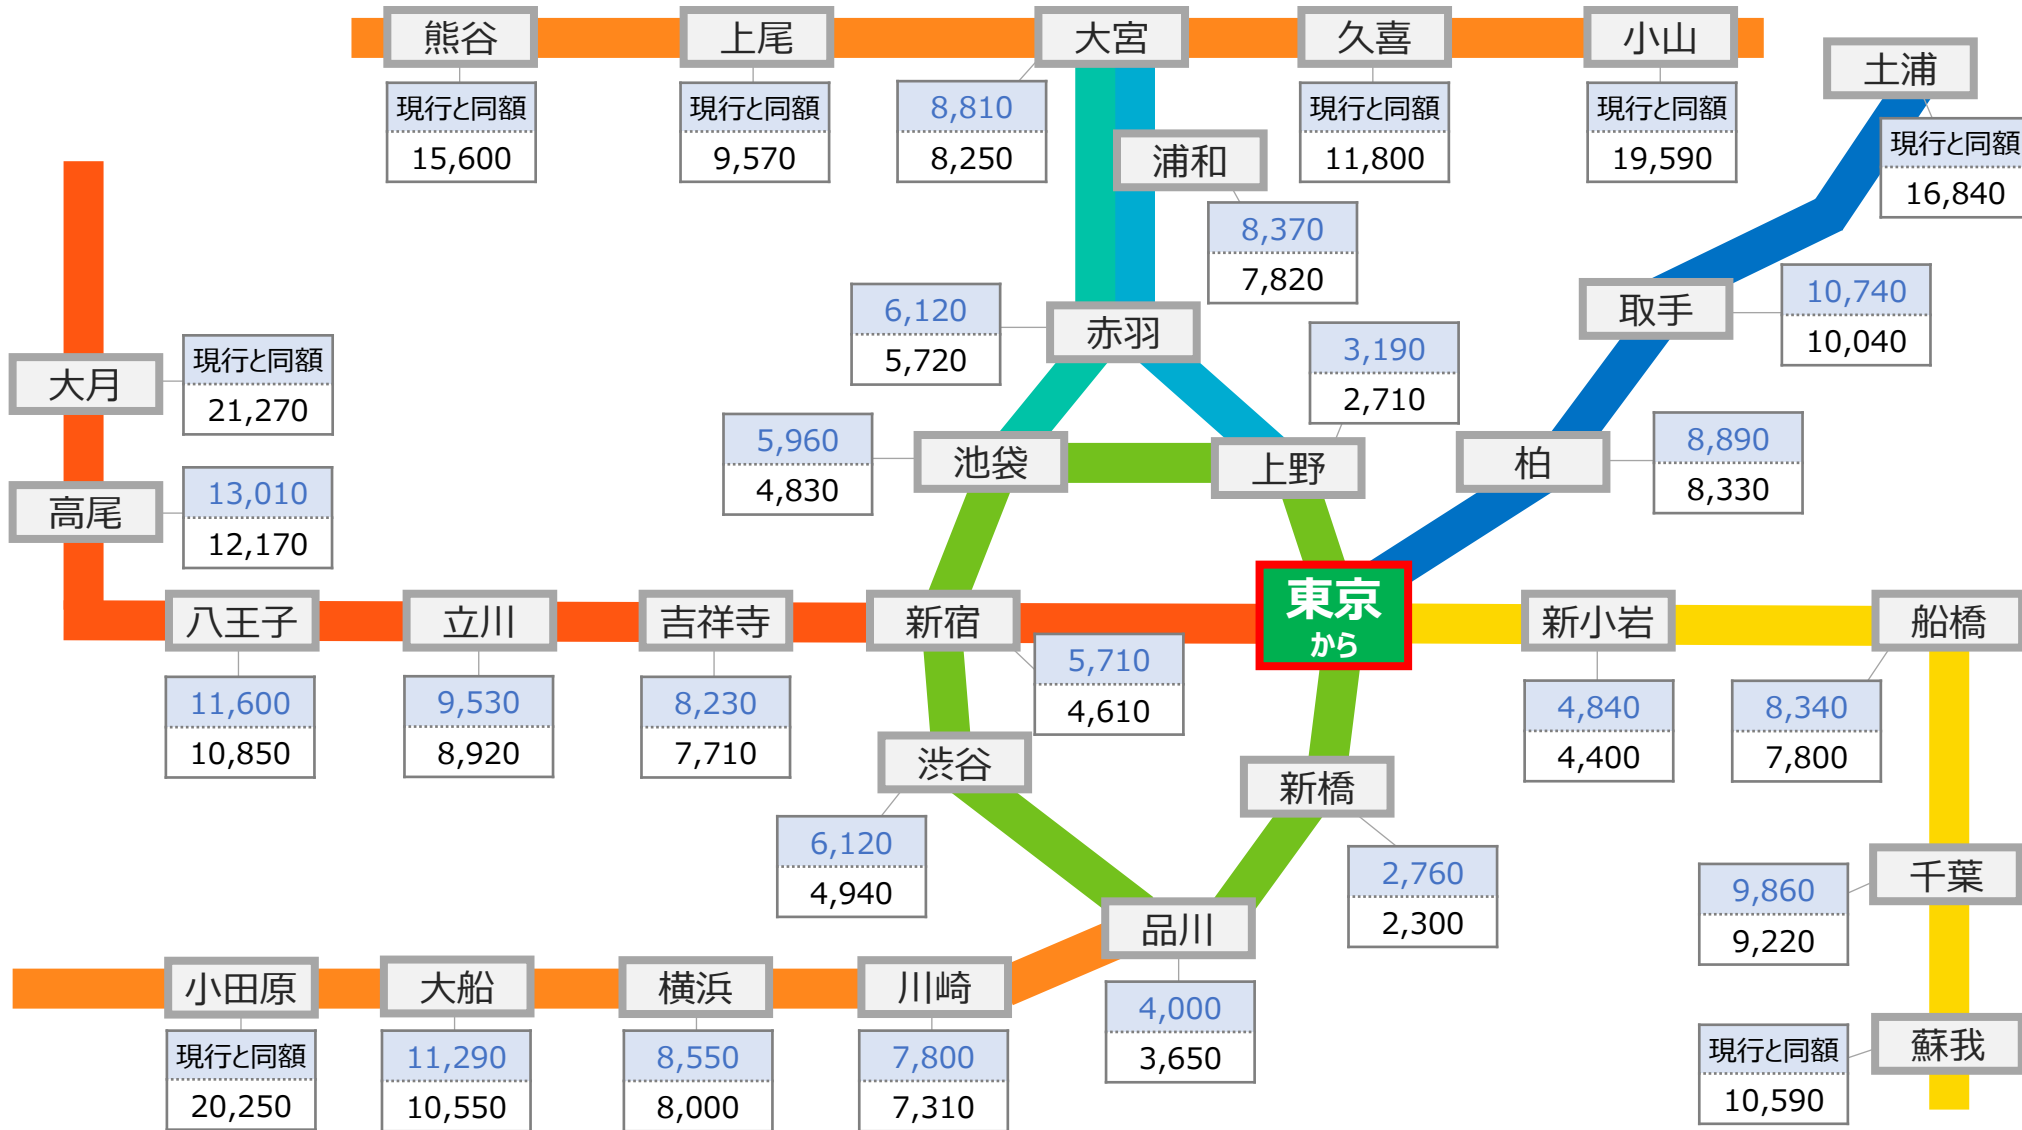 熊谷
現行と同額
15,600
上尾
現行と同額
9,570
大宮
8,810
8,250
久喜
現行と同額
11,800
小山
現行と同額
19,590
土浦
現行と同額
16,840
浦和
8,370
7,820
赤羽
6,120
5,720
取手
10,740
10,040
大月
現行と同額
21,270
池袋
5,960
4,830
上野
3,190
2,710
柏
8,890
8,330
高尾
13,010
12,170
八王子
11,600
10,850
立川
9,530
8,920
吉祥寺
8,230
7,710
新宿
5,710
4,610
東京
から
新小岩
4,840
4,400
船橋
8,340
7,800
渋谷
6,120
4,940
新橋
2,760
2,300
千葉
9,860
9,220
品川
4,000
3,650
小田原
現行と同額
20,250
大船
11,290
10,550
横浜
8,550
8,000
川崎
7,800
7,310
蘇我
現行と同額
10,590